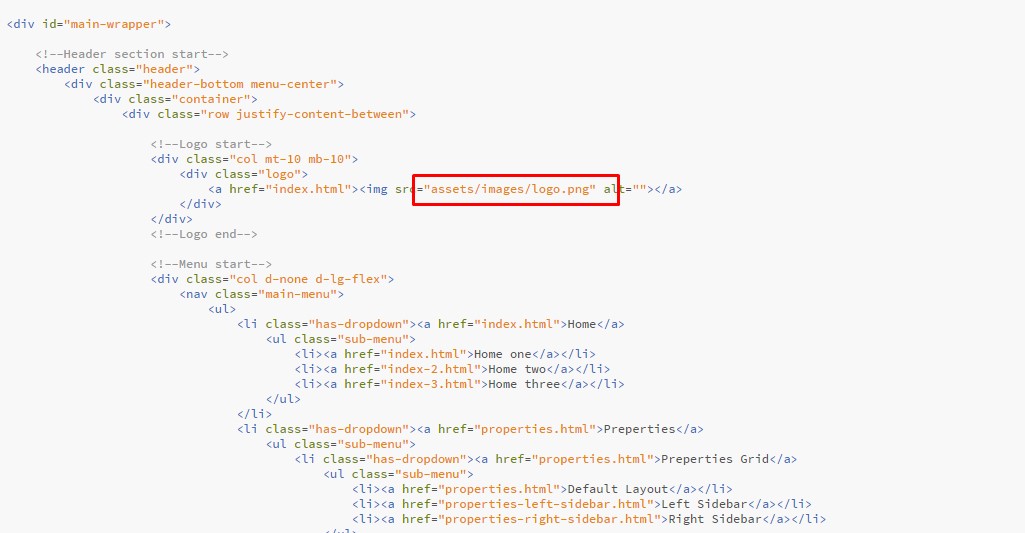 <div id="main-wrapper">
<!--Header section start-->
<header class="header">
<div class="header-bottom menu-center">
<div class="container">
<div class="row justify-content-between">
<!--Logo start-->
<div class="col mt-10 mb-10">
<div class="logo">
<a href="index.html"><img src="assets/images/logo.png" alt=""></a>
</div>
</div>
<!--Logo end-->
<!--Menu start-->
<div class="col d-none d-lg-flex">
<nav class="main-menu">
<ul>
<li class="has-dropdown"><a href="index.html">Home</a>
<ul class="sub-menu">
<li><a href="index.html">Home one</a></li>
<li><a href="index-2.html">Home two</a></li>
<li><a href="index-3.html">Home three</a></li>
</ul>
</li>
<li class="has-dropdown"><a href="properties.html">Preperties</a>
<ul class="sub-menu">
<li class="has-dropdown"><a href="properties.html">Preperties Grid</a>
<ul class="sub-menu">
<li><a href="properties.html">Default Layout</a></li>
<li><a href="properties-left-sidebar.html">Left Sidebar</a></li>
<li><a href="properties-right-sidebar.html">Right Sidebar</a></li>